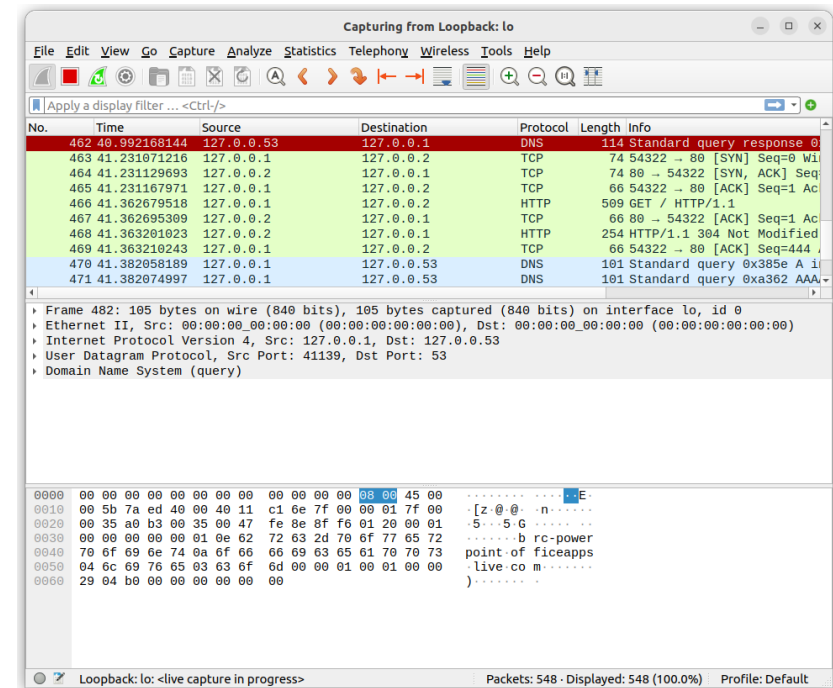 Capturing from Loopback: lo
File Edit View Go Capture Analyze Statistics Telephony Wireless Tools Help
Apply a display filter … <Ctrl-/>
No. Time Source Destination Protocol Length Info
462 40.992168144 127.0.0.53 127.0.0.1 DNS 114 Standard query response 0
463 41.231071216 127.0.0.1 127.0.0.2 TCP 74 54322 → 80 [SYN] Seq=0 Wi
464 41.231129693 127.0.0.2 127.0.0.1 TCP 74 80 → 54322 [SYN, ACK] Seq
465 41.231167971 127.0.0.1 127.0.0.2 TCP 66 54322 → 80 [ACK] Seq=1 Ac
466 41.362679518 127.0.0.1 127.0.0.2 HTTP 509 GET / HTTP/1.1
467 41.362695309 127.0.0.2 127.0.0.1 TCP 66 80 → 54322 [ACK] Seq=1 Ac
468 41.363201023 127.0.0.2 127.0.0.1 HTTP 254 HTTP/1.1 304 Not Modified
469 41.363210243 127.0.0.1 127.0.0.2 TCP 66 54322 → 80 [ACK] Seq=444
470 41.382058189 127.0.0.1 127.0.0.53 DNS 101 Standard query 0x385e A i
471 41.382074997 127.0.0.1 127.0.0.53 DNS 101 Standard query 0xa362 AAA
Frame 482: 105 bytes on wire (840 bits), 105 bytes captured (840 bits) on interface lo, id 0
Ethernet II, Src: 00:00:00_00:00:00 (00:00:00:00:00:00), Dst: 00:00:00_00:00:00 (00:00:00:00:00:00)
Internet Protocol Version 4, Src: 127.0.0.1, Dst: 127.0.0.53
User Datagram Protocol, Src Port: 41139, Dst Port: 53
Domain Name System (query)
0000 00 00 00 00 00 00 00 00 00 00 00 00 08 00 45 00 ········ ······E·
0010 00 5b 7a ed 40 00 40 11 c1 6e 7f 00 00 01 7f 00 ·[z·@·@· ·n······
0020 00 35 a0 b3 00 35 00 47 fe 8e 8f f6 01 20 00 01 ·5···5·G ····· ··
0030 00 00 00 00 00 01 0e 62 72 63 2d 70 6f 77 65 72 ·······b rc-power
0040 70 6f 69 6e 74 0a 6f 66 66 69 63 65 61 70 70 73 point·of ficeapps
0050 04 6c 69 76 65 03 63 6f 6d 00 00 01 00 01 00 00 ·live·co m·······
0060 29 04 b0 00 00 00 00 00 00 )······· ·
Loopback: lo: <live capture in progress> Packets: 548 · Displayed: 548 (100.0%) Profile: Default